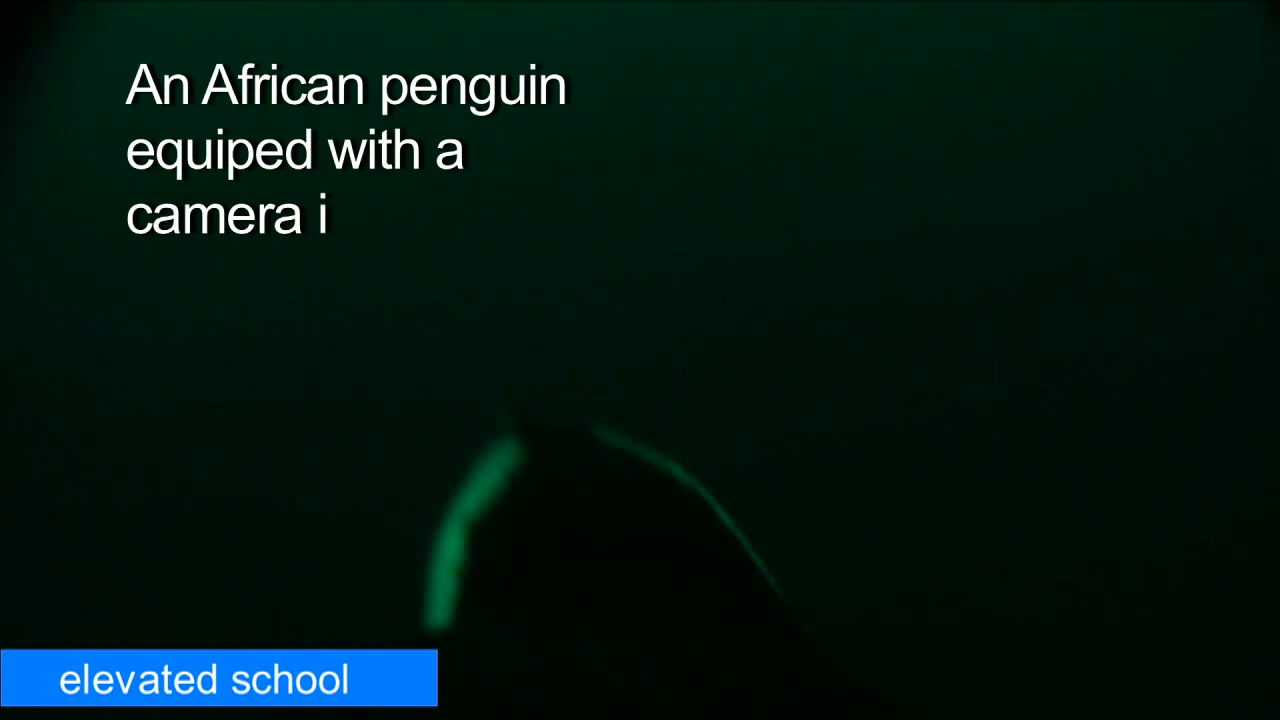 An African penguin
equiped with a
camera i
elevated school